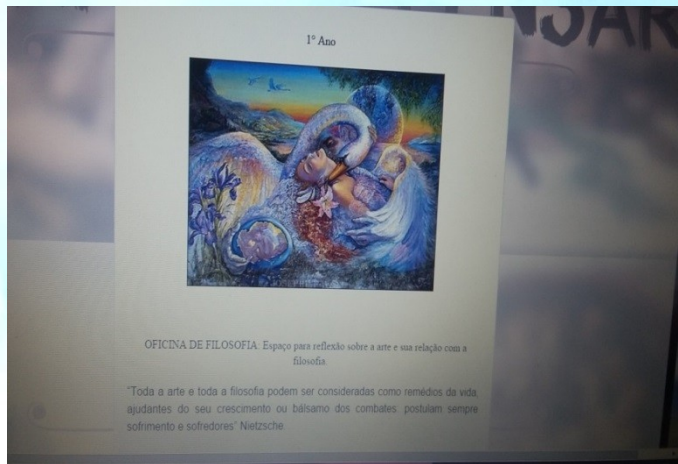 NSAR
1º Ano
OFICINA DE FILOSOFIA: Espaço para reflexão sobre a arte e sua relação com a
filosofia.
"Toda a arte e toda a filosofia podem ser consideradas como remédios da vida,
ajudantes do seu crescimento ou bálsamo dos combates: postulam sempre
sofrimento e sofredores" Nietzsche